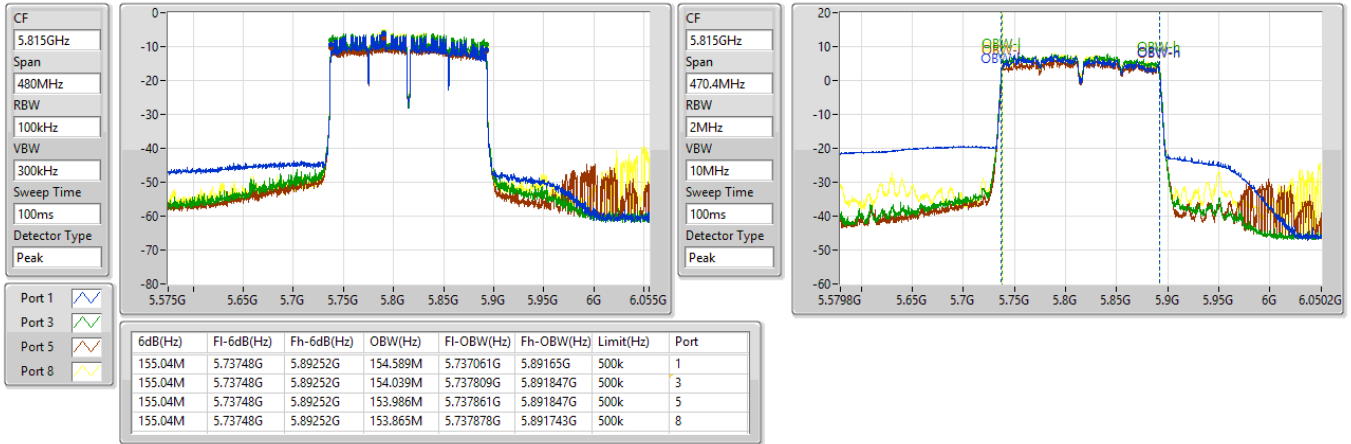 CF
5.815GHz
Span
480MHz
RBW
100kHz
VBW
300kHz
Sweep Time
100ms
Detector Type
Peak
0
-10
-20
-30
-40
-50
-60
-70
-80
5.575G 5.65G 5.7G 5.75G 5.8G 5.85G 5.9G 5.95G 6G 6.055G
CF
5.815GHz
Span
470.4MHz
RBW
2MHz
VBW
10MHz
Sweep Time
100ms
Detector Type
Peak
20
10
0
-10
-20
-30
-40
-50
-60
OBW-h
OBW-h
5.5798G 5.65G 5.7G 5.75G 5.8G 5.85G 5.9G 5.95G 6G 6.0502G
Port 1
Port 3
Port 5
Port 8
6dB(Hz) Fl-6dB(Hz) Fh-6dB(Hz) OBW(Hz) Fl-OBW(Hz) Fh-OBW(Hz) Limit(Hz) Port
155.04M 5.73748G 5.89252G 154.589M 5.737061G 5.89165G 500k 1
155.04M 5.73748G 5.89252G 154.039M 5.737809G 5.891847G 500k 3
155.04M 5.73748G 5.89252G 153.986M 5.737861G 5.891847G 500k 5
155.04M 5.73748G 5.89252G 153.865M 5.737878G 5.891743G 500k 8